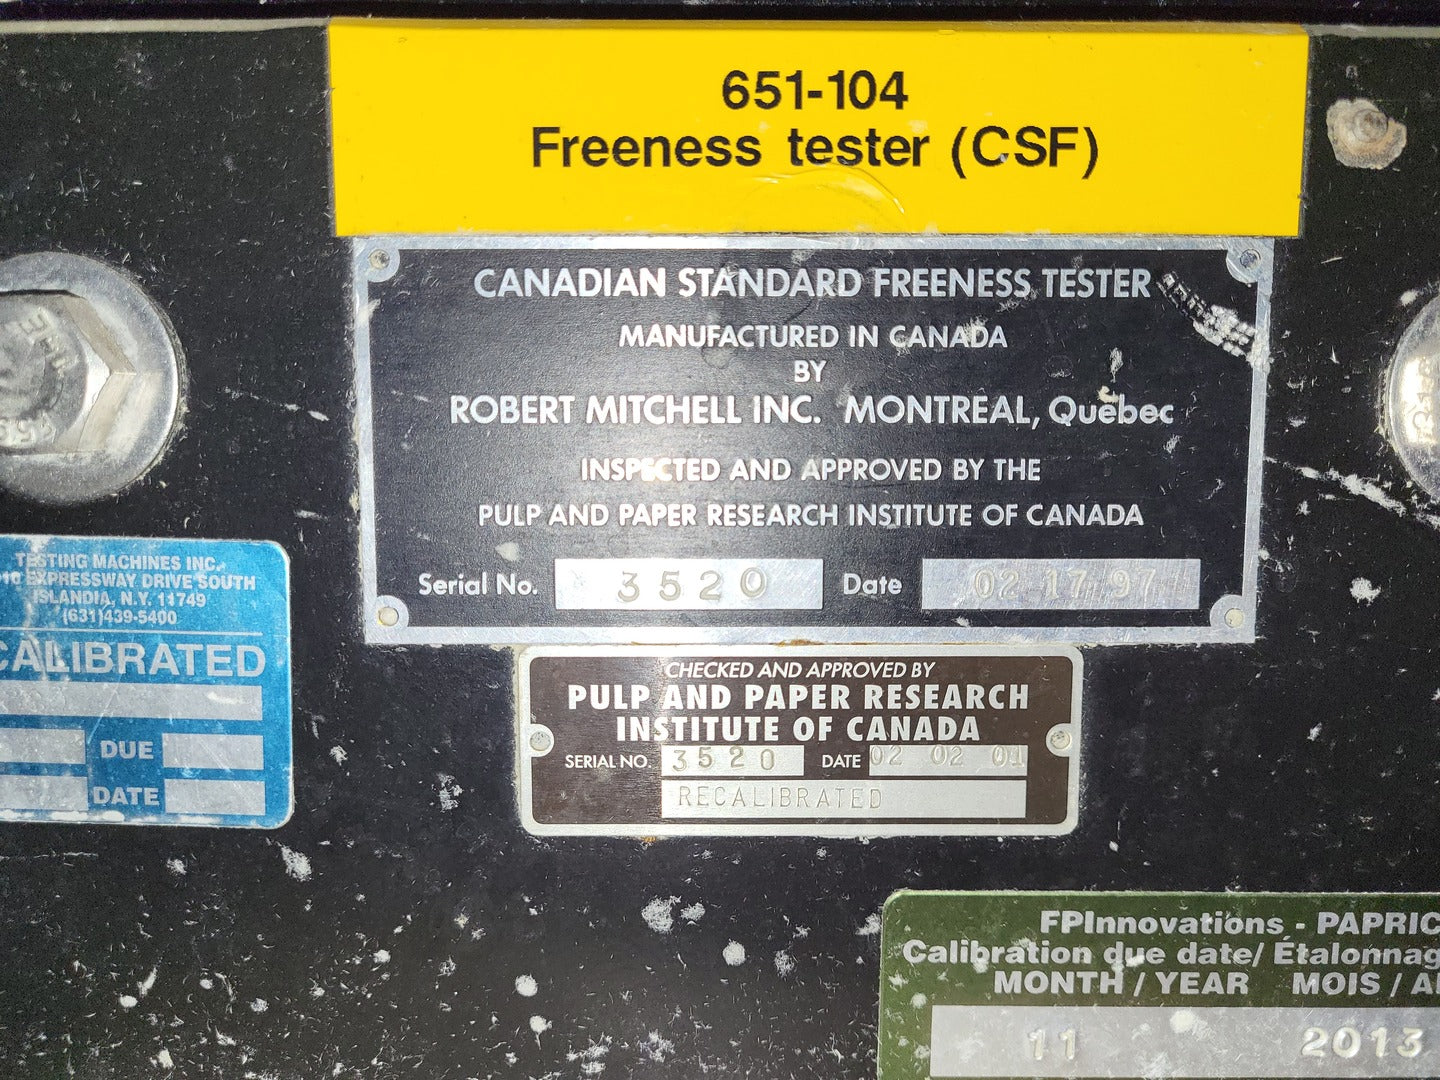 651-104
Freeness tester (CSF)
CANADIAN STANDARD FREENESS TESTER
MANUFACTURED IN CANADA
BY
ROBERT MITCHELL INC. MONTREAL, Quebec
INSPECTED AND APPROVED BY THE
PULP AND PAPER RESEARCH INSTITUTE OF CANADA
Serial No. 3520 Date 02 17 97
CHECKED AND APPROVED BY
PULP AND PAPER RESEARCH
INSTITUTE OF CANADA
SERIAL NO. 3520 DATE 02 02 01
RECALIBRATED
TESTING MACHINES INC.
EXPRESSWAY DRIVE SOUTH
ISLANDIA, N.Y. 11749
(631)439-5400
CALIBRATED
DUE
DATE
FPInnovations - PAPRIC
Calibration due date/ Étalonnag
MONTH / YEAR MOIS /
11 2013